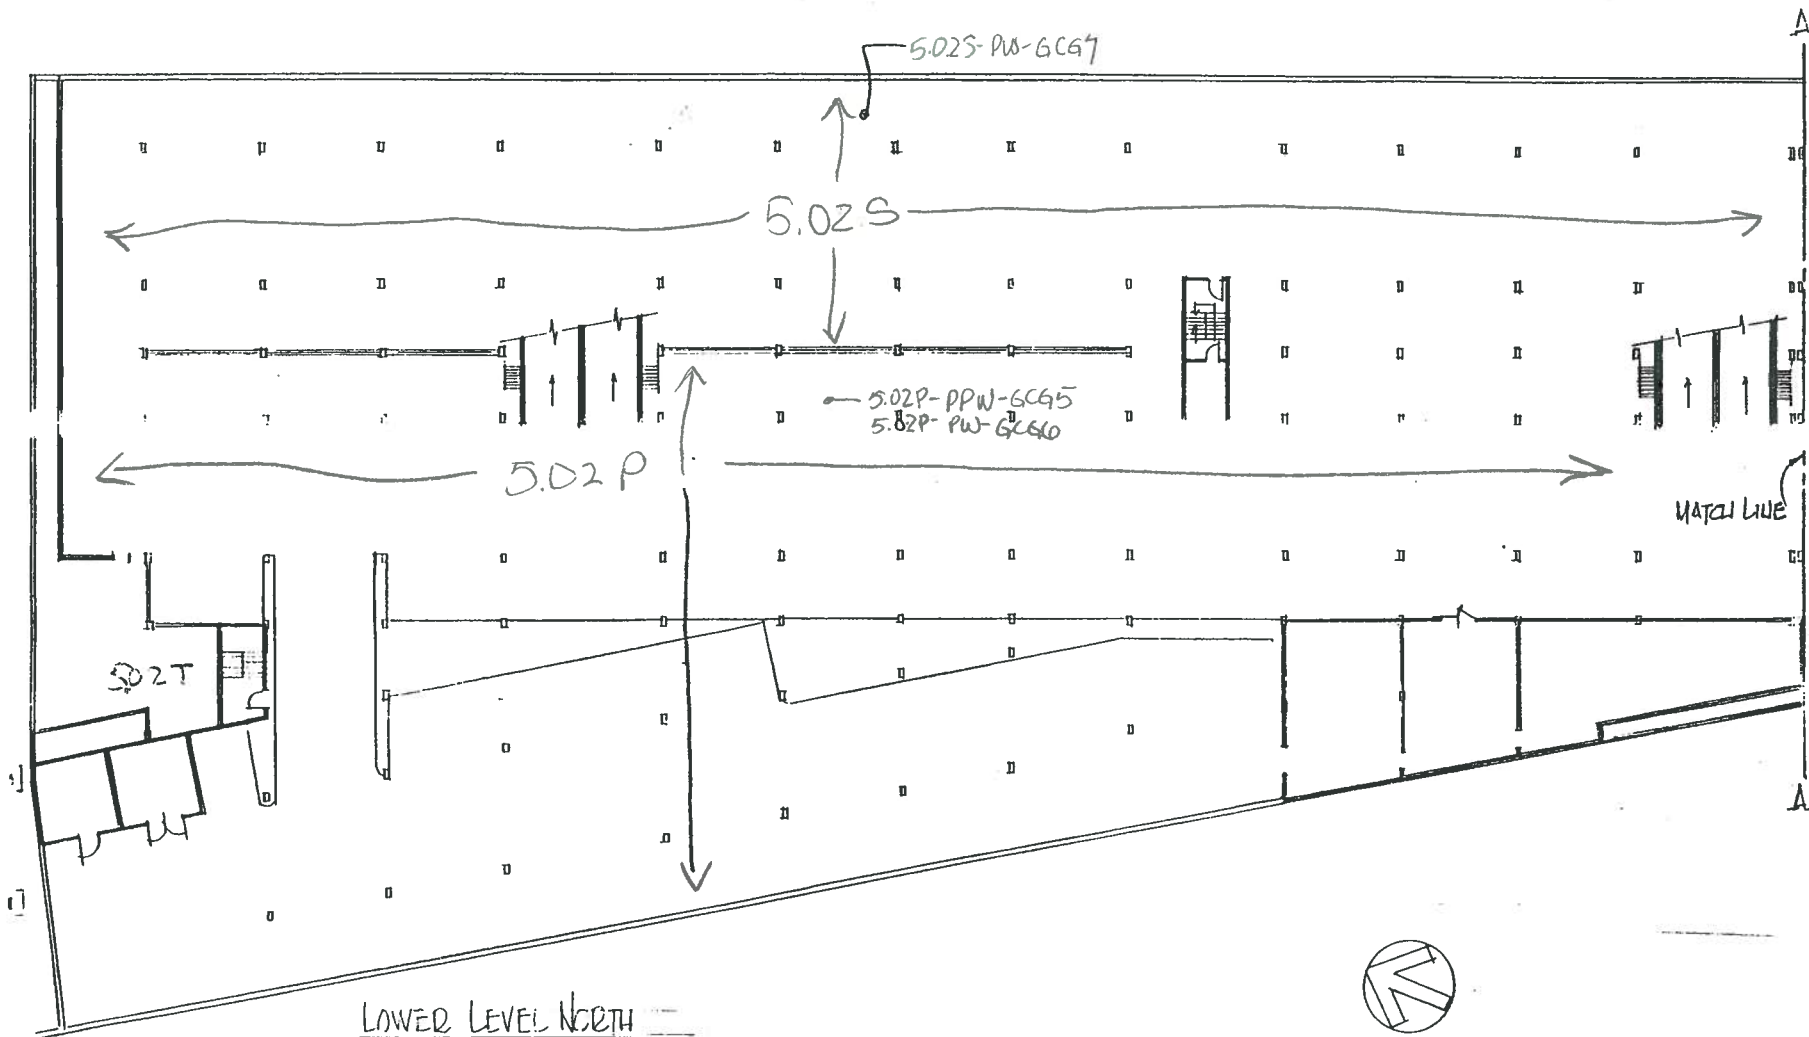 5.02S-PW-GCG7
A
5.02S
5.02P-PPW-GCG5
5.02P-PW-GCG6
5.02P
MATCH LINE
5.02T
A
LOWER LEVEL NORTH